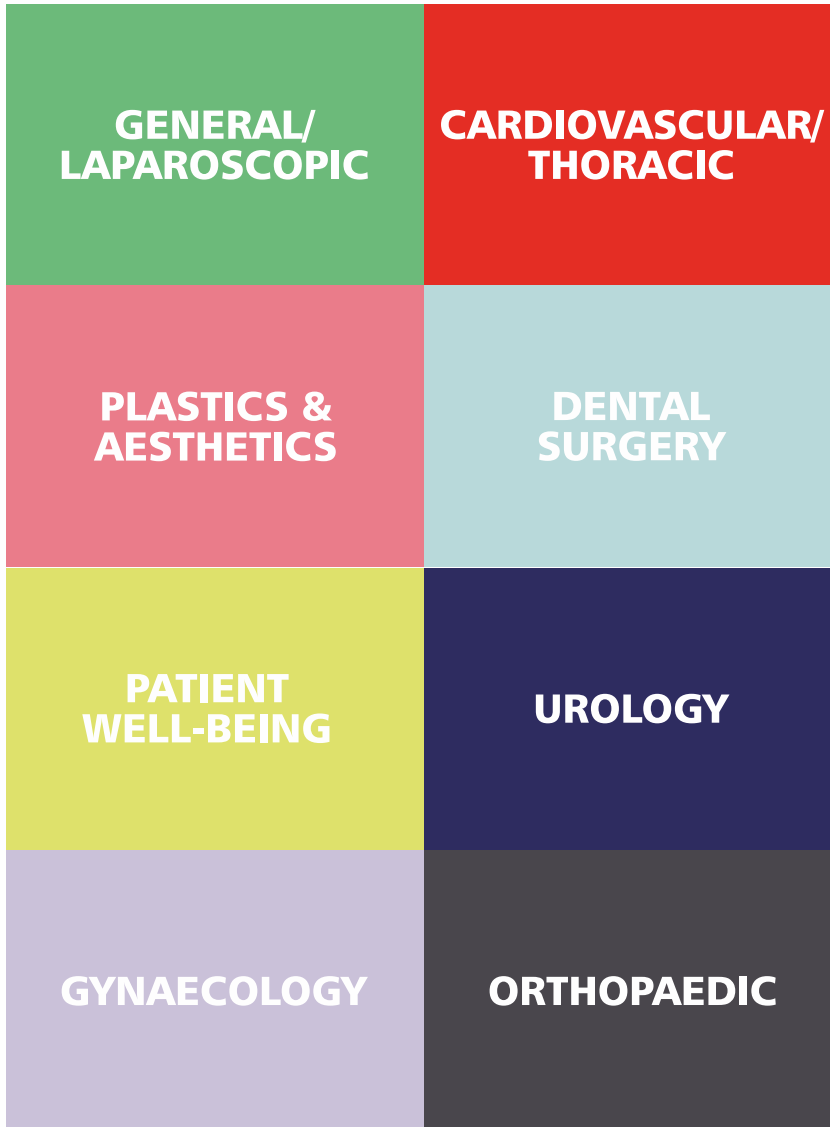 GENERAL/
LAPAROSCOPIC
CARDIOVASCULAR/
THORACIC
PLASTICS &
AESTHETICS
DENTAL
SURGERY
PATIENT
WELL-BEING
UROLOGY
GYNAECOLOGY
ORTHOPAEDIC